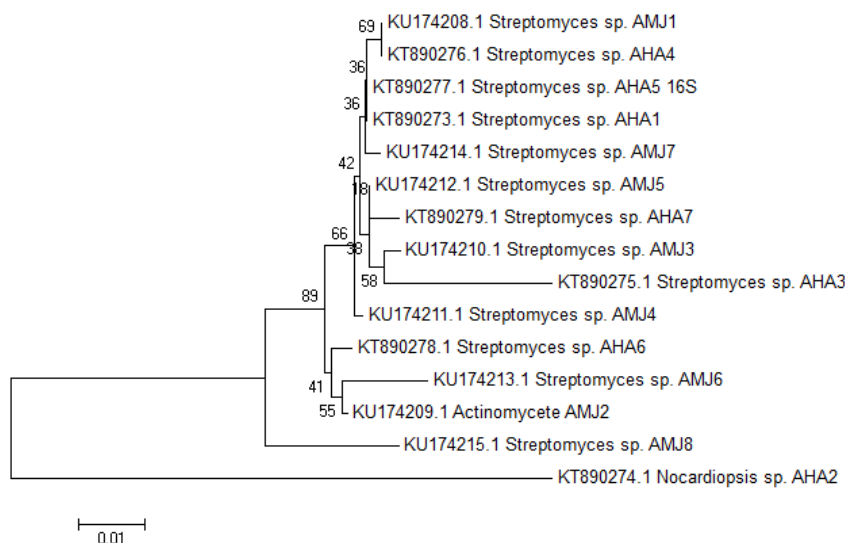 69 KU174208.1 Streptomyces sp. AMJ1
KT890276.1 Streptomyces sp. AHA4
36
KT890277.1 Streptomyces sp. AHA5 16S
36
KT890273.1 Streptomyces sp. AHA1
KU174214.1 Streptomyces sp. AMJ7
42
18 KU174212.1 Streptomyces sp. AMJ5
KT890279.1 Streptomyces sp. AHA7
66
38 KU174210.1 Streptomyces sp. AMJ3
58 KT890275.1 Streptomyces sp. AHA3
89
KU174211.1 Streptomyces sp. AMJ4
KT890278.1 Streptomyces sp. AHA6
41 KU174213.1 Streptomyces sp. AMJ6
55 KU174209.1 Actinomycete AMJ2
KU174215.1 Streptomyces sp. AMJ8
KT890274.1 Nocardiopsis sp. AHA2
0.01